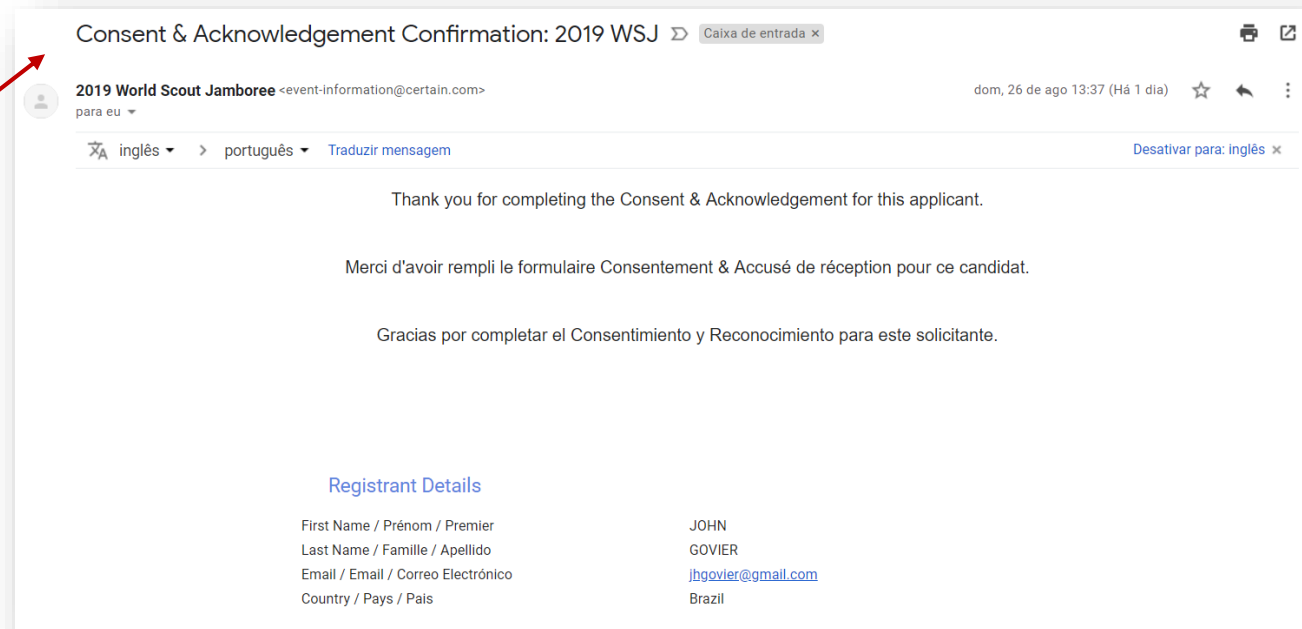 Consent & Acknowledgement Confirmation: 2019 WSJ Caixa de entrada ×
2019 World Scout Jamboree <event-information@certain.com> dom, 26 de ago 13:37 (Há 1 dia)
para eu
inglês > português Traduzir mensagem Desativar para: inglês ×
Thank you for completing the Consent & Acknowledgement for this applicant.
Merci d'avoir rempli le formulaire Consentement & Accusé de réception pour ce candidat.
Gracias por completar el Consentimiento y Reconocimiento para este solicitante.
Registrant Details
First Name / Prénom / Premier JOHN
Last Name / Famille / Apellido GOVIER
Email / Email / Correo Electrónico jhgovier@gmail.com
Country / Pays / Pais Brazil